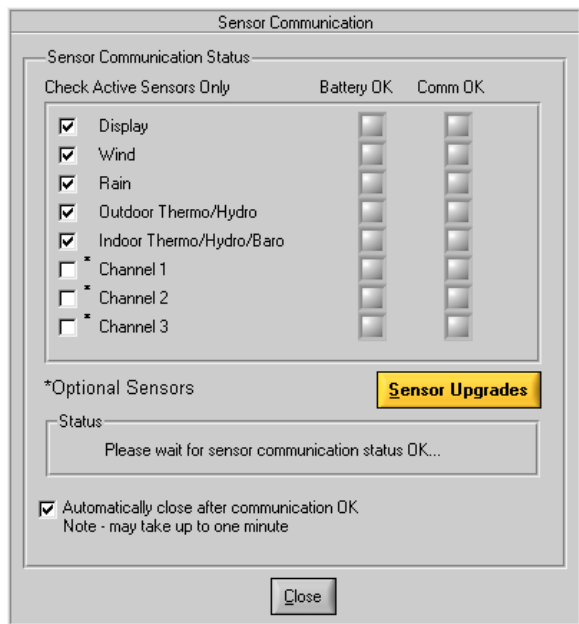 Sensor Communication
Sensor Communication Status
Check Active Sensors Only Battery OK Comm OK
Display
Wind
Rain
Outdoor Thermo/Hydro
Indoor Thermo/Hydro/Baro
* Channel 1
* Channel 2
* Channel 3
*Optional Sensors Sensor Upgrades
Status
Please wait for sensor communication status OK...
Automatically close after communication OK
Note - may take up to one minute
Close